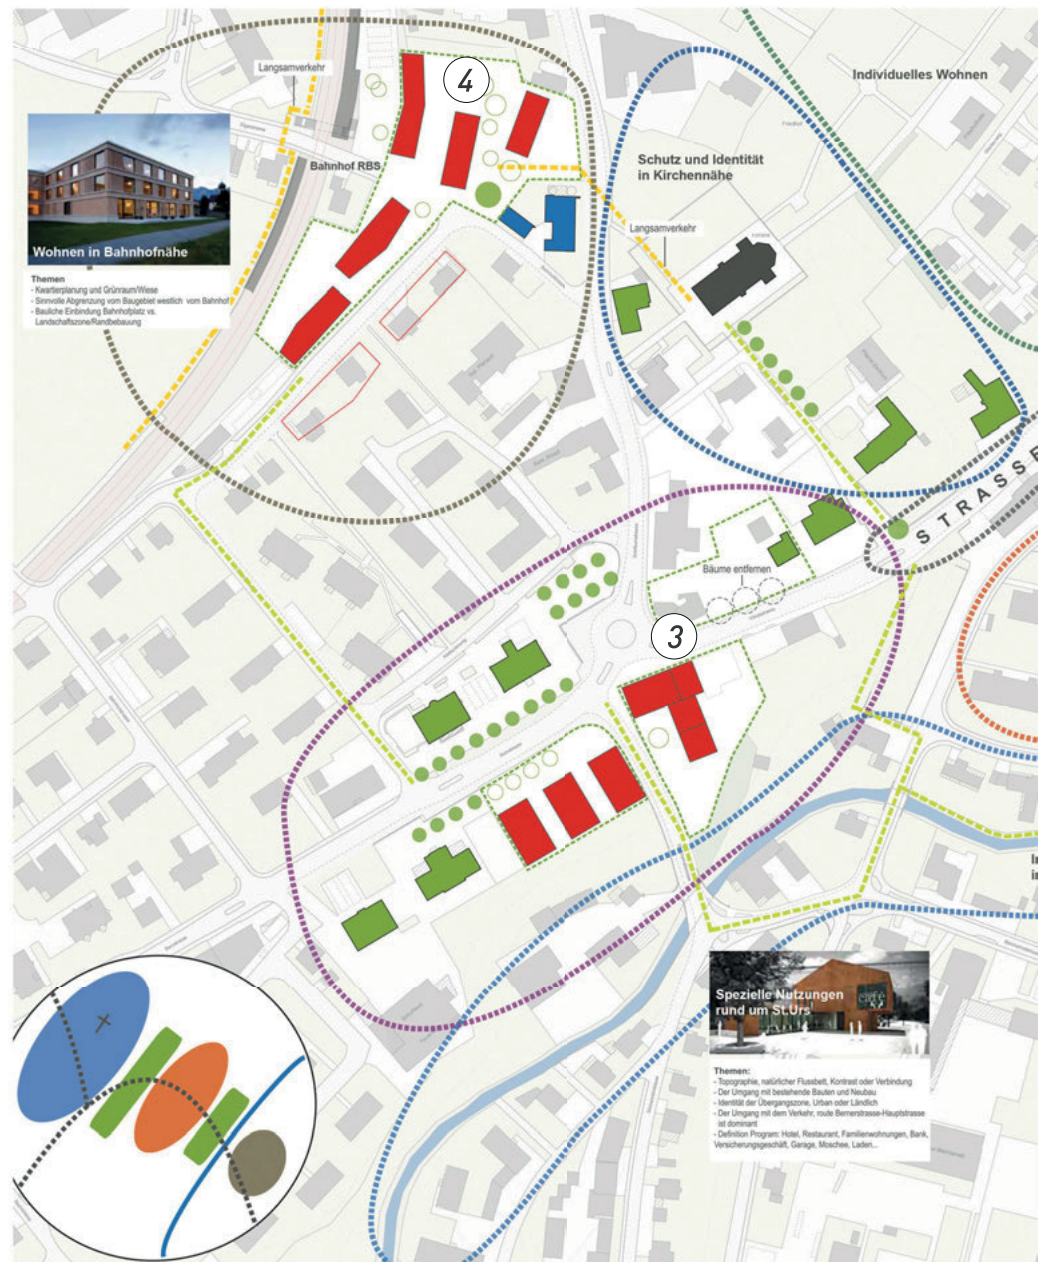 4
Langsamverkehr
Individuelles Wohnen
Friedhof
Bahnhof RBS
Schutz und Identität
in Kirchennähe
Langsamverkehr
Wohnen in Bahnhofnähe
Themen
- Kwartierplanung und Grünraum/Wiese
- Sinnvolle Abgrenzung vom Baugebiet westlich vom Bahnhof
- Bauliche Einbindung Bahnhofplatz vs.
Landschaftszone/Randbebauung
STRASSE
Bäume entfernen
3
In
in
Spezielle Nutzungen
rund um St.Urs
café
Themen:
- Topographie, natürlicher Flussbett, Kontrast oder Verbindung
- Der Umgang mit bestehende Bauten und Neubau
- Identität der Übergangszone, Urban oder Ländlich
- Der Umgang mit dem Verkehr, route Bernerstrasse-Hauptstrasse
ist dominant
- Definition Program: Hotel, Restaurant, Familienwohnungen, Bank,
Versicherungsgeschäft, Garage, Moschee, Laden...